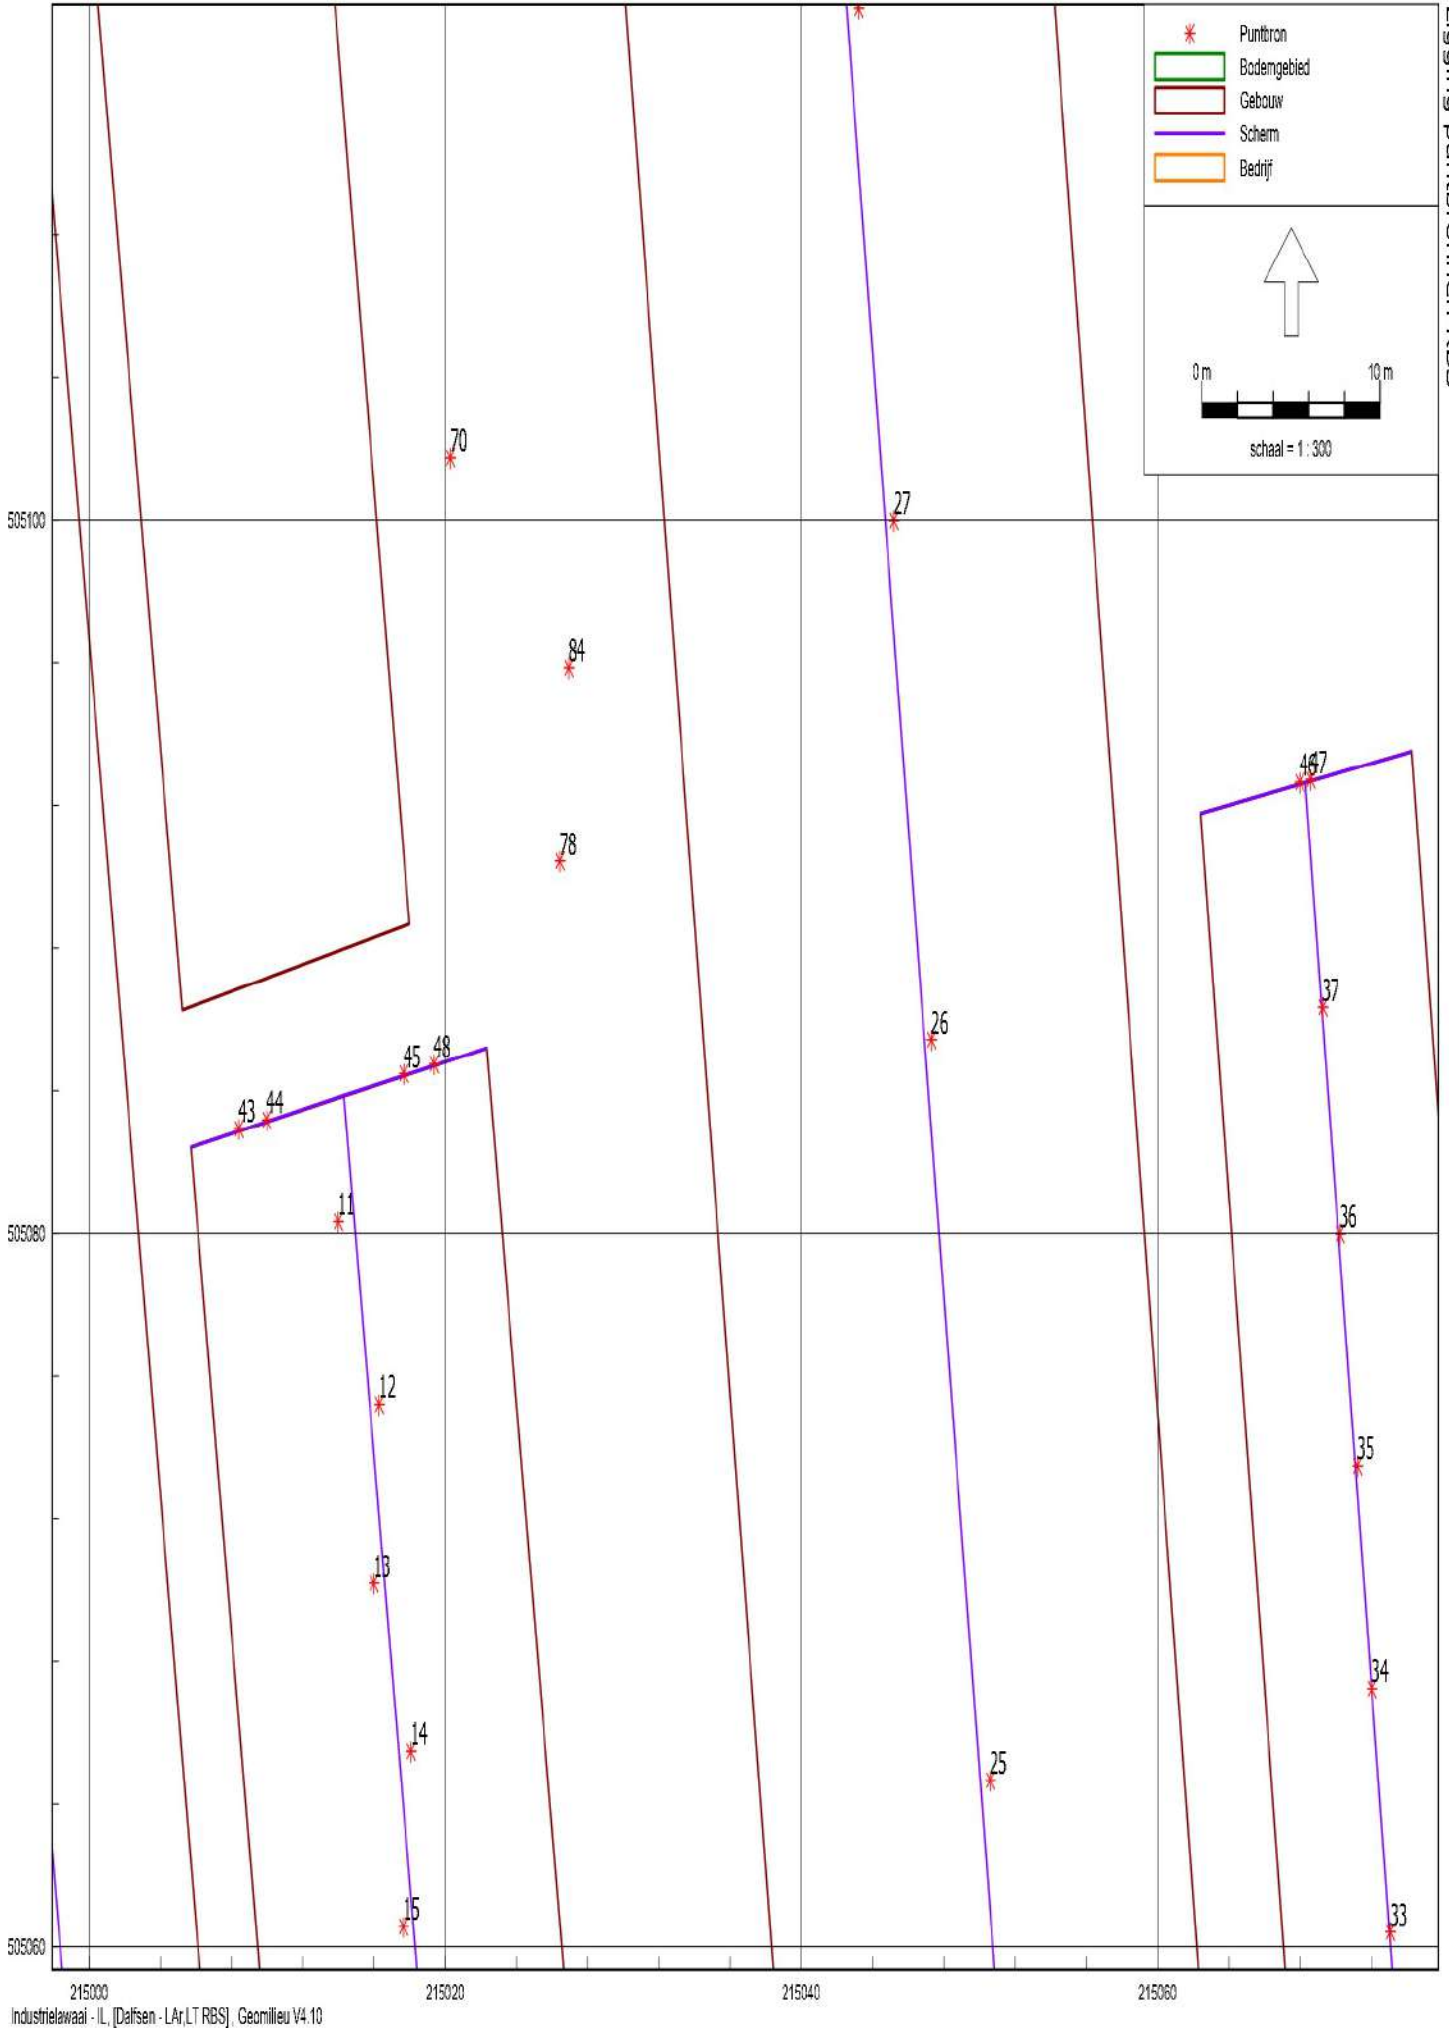 Puntbron
Bodemgebied
Gebouw
Scherm
Bedrijf
0 m 10 m
schaal = 1 : 300
70
505100
27
84
46 47
78
37
26
48
45
44
43
11
505080
36
12
35
13
34
14
25
15
33
505060
215000 215020 215040 215060
Industrielawaai - IL, [Dalfsen - LAr,LT RBS] , Geomilieu V4.10